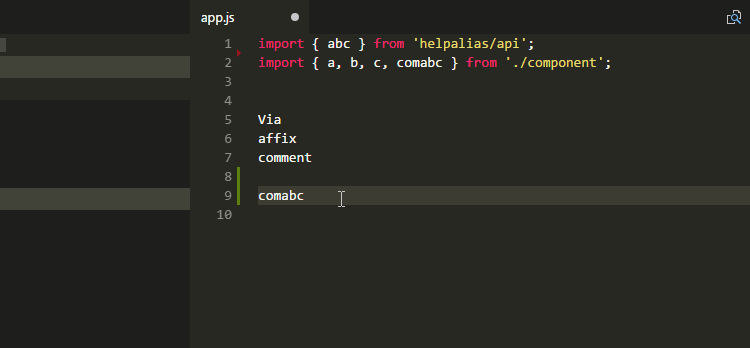 app.js
1 import { abc } from 'helpalias/api';
2 import { a, b, c, comabc } from './component';
3
4
5 Via
6 affix
7 comment
8
9 comabc
10